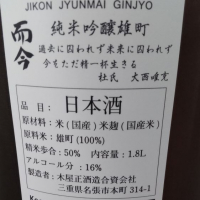 JIKON JYUNMAI GINJYO
而今
純米吟醸雄町
過去に囚われず未来に囚われず
今をただ精一杯生きる
杜氏 大西唯克
品目：日本酒
原材料：米(国産)米麹(国産米)
原料米：雄町(100%)
精米歩合：50% 内容量：1.8L
アルコール分：16%
製造者：木屋正酒造合資会社
三重県名張市本町314-1